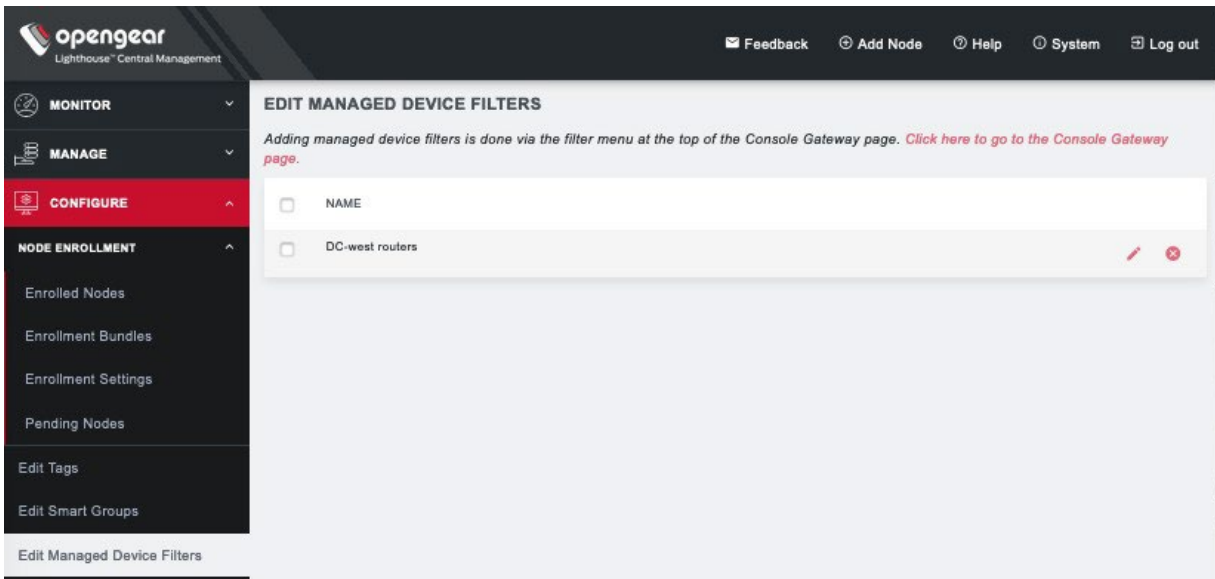 opengear
Lighthouse™ Central Management
Feedback
Add Node
Help
System
Log out
MONITOR
MANAGE
CONFIGURE
NODE ENROLLMENT
Enrolled Nodes
Enrollment Bundles
Enrollment Settings
Pending Nodes
Edit Tags
Edit Smart Groups
Edit Managed Device Filters
EDIT MANAGED DEVICE FILTERS
Adding managed device filters is done via the filter menu at the top of the Console Gateway page. Click here to go to the Console Gateway
page.
NAME
DC-west routers